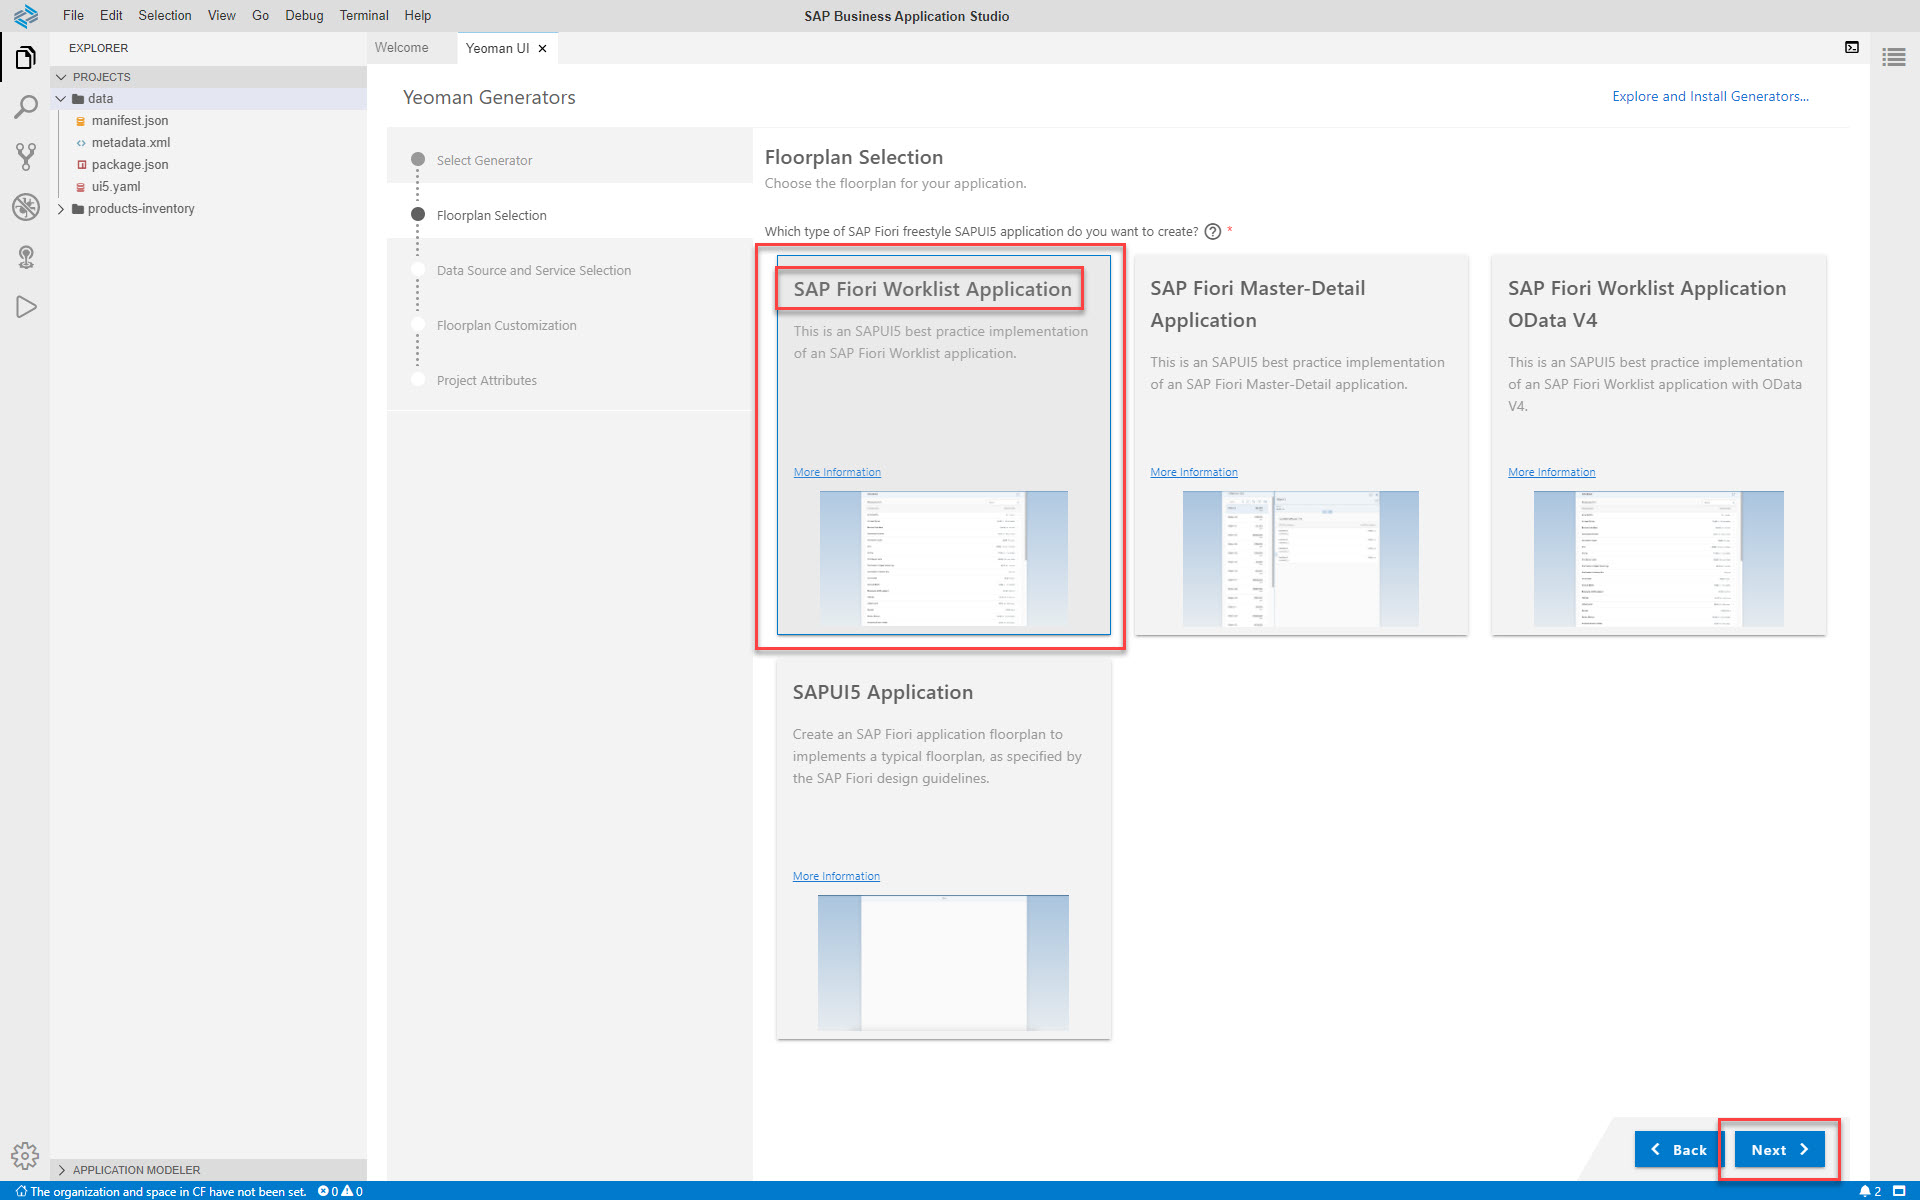 File Edit Selection View Go Debug Terminal Help
SAP Business Application Studio
EXPLORER
PROJECTS
data
manifest.json
metadata.xml
package.json
ui5.yaml
products-inventory
APPLICATION MODELER
Welcome
Yeoman UI
Yeoman Generators
Explore and Install Generators...
Select Generator
Floorplan Selection
Data Source and Service Selection
Floorplan Customization
Project Attributes
Floorplan Selection
Choose the floorplan for your application.
Which type of SAP Fiori freestyle SAPUI5 application do you want to create? ? *
SAP Fiori Worklist Application
This is an SAPUI5 best practice implementation
of an SAP Fiori Worklist application.
More Information
SAP Fiori Master-Detail
Application
This is an SAPUI5 best practice implementation
of an SAP Fiori Master-Detail application.
More Information
SAP Fiori Worklist Application
OData V4
This is an SAPUI5 best practice implementation
of an SAP Fiori Worklist application with OData
V4.
More Information
SAPUI5 Application
Create an SAP Fiori application floorplan to
implements a typical floorplan, as specified by
the SAP Fiori design guidelines.
More Information
Back
Next
The organization and space in CF have not been set. 0 0
2